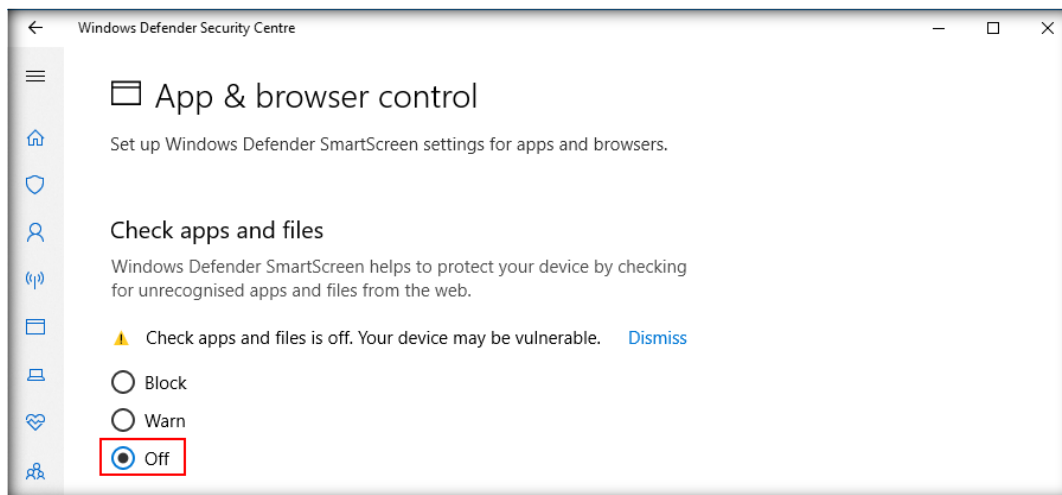 Windows Defender Security Centre
App & browser control
Set up Windows Defender SmartScreen settings for apps and browsers.
Check apps and files
Windows Defender SmartScreen helps to protect your device by checking
for unrecognised apps and files from the web.
Check apps and files is off. Your device may be vulnerable. Dismiss
Block
Warn
Off